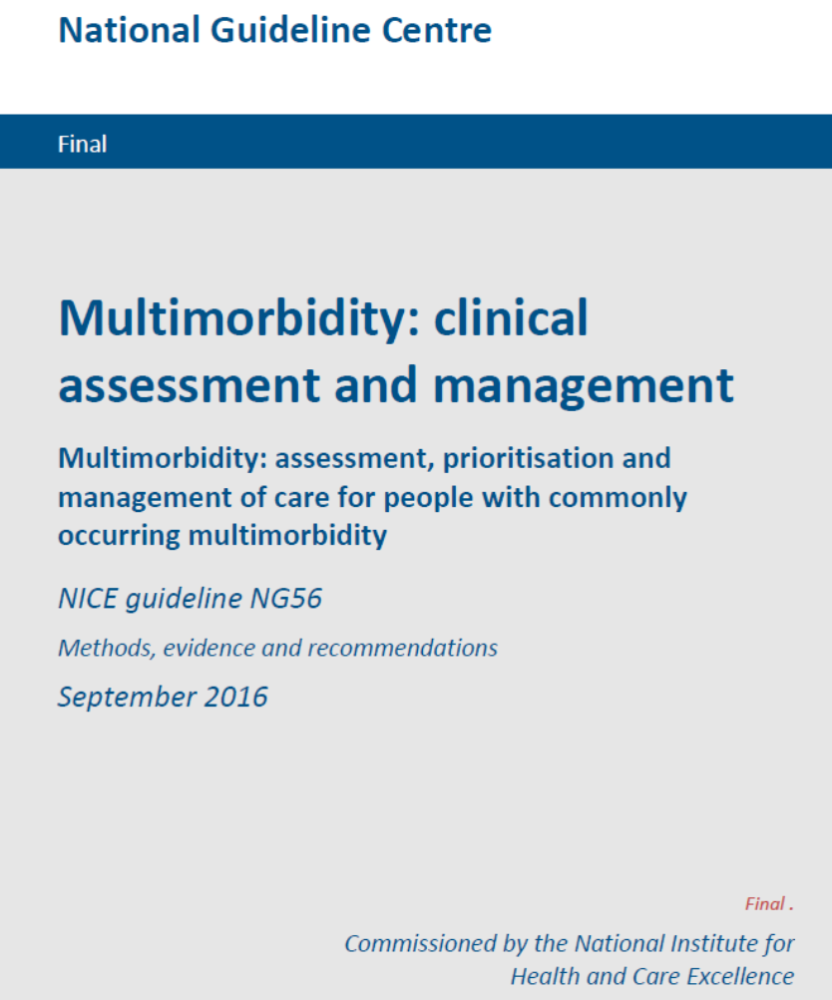 National Guideline Centre
Final
Multimorbidity: clinical
assessment and management
Multimorbidity: assessment, prioritisation and
management of care for people with commonly
occurring multimorbidity
NICE guideline NG56
Methods, evidence and recommendations
September 2016
Final .
Commissioned by the National Institute for
Health and Care Excellence